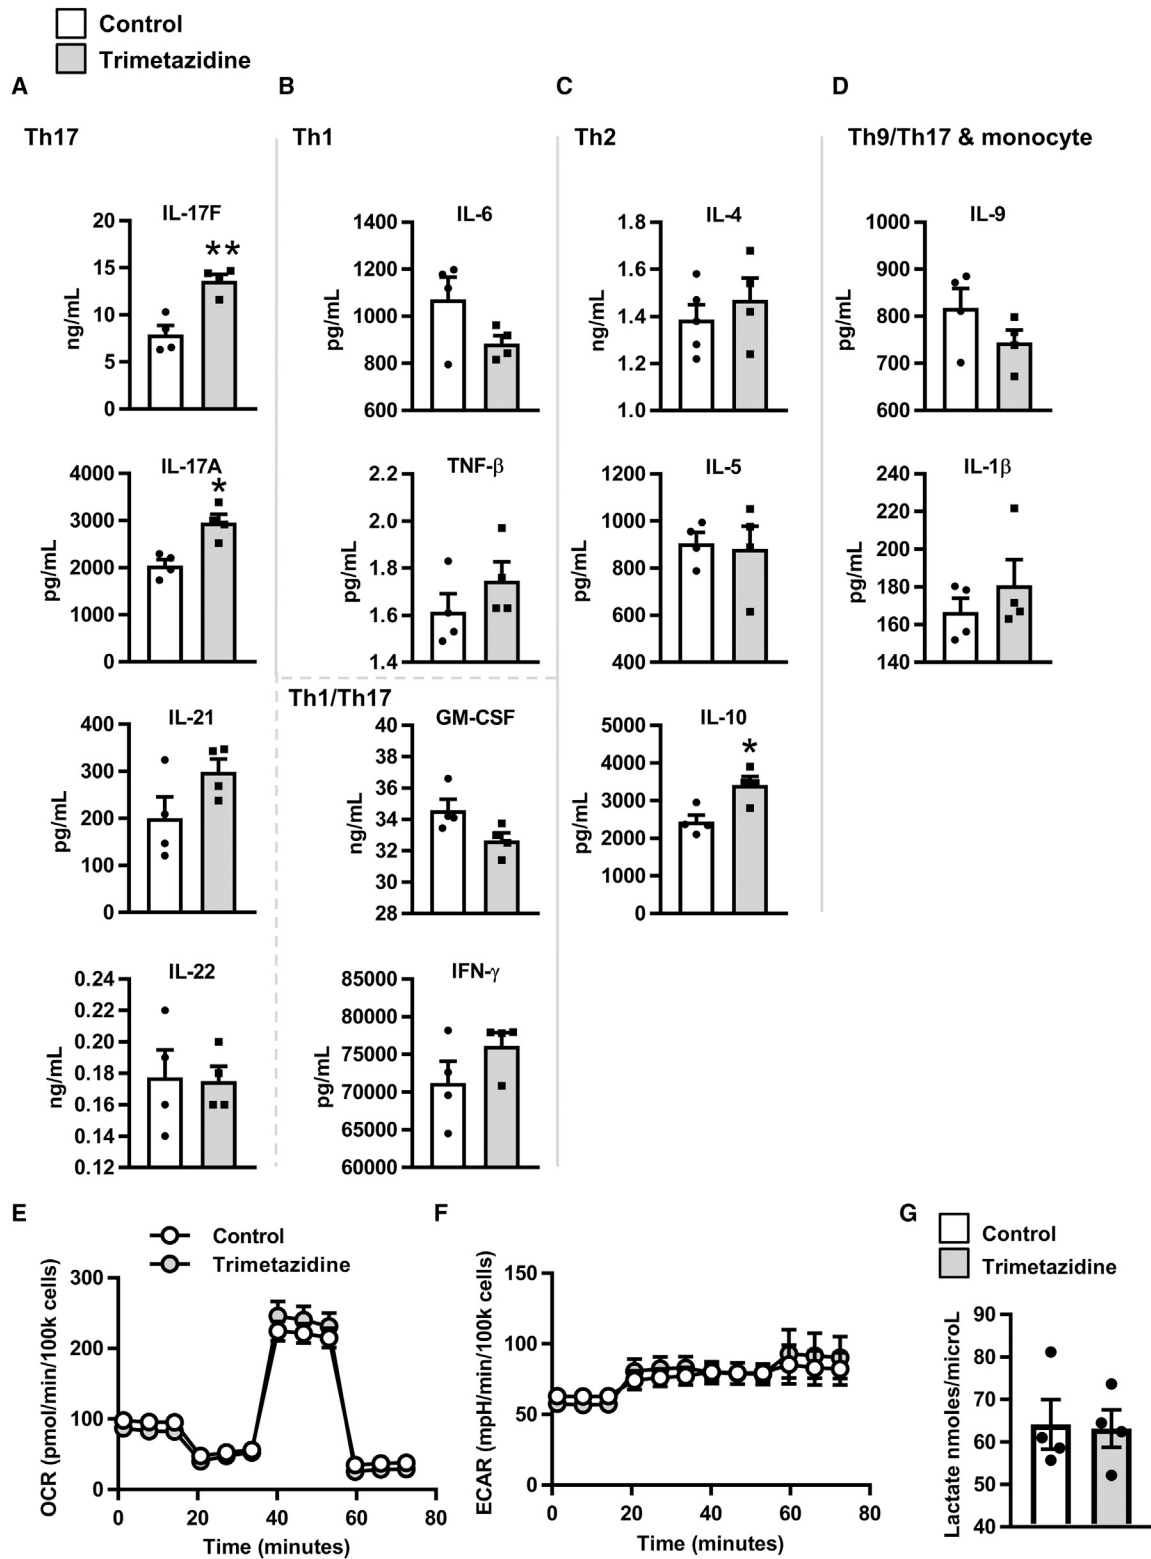 Control
Trimetazidine
A
B
C
D
Th17
Th1
Th2
Th9/Th17 & monocyte
IL-17F
20
15
10
5
0
ng/mL
**
IL-6
1400
1200
1000
800
600
pg/mL
IL-4
1.8
1.6
1.4
1.2
1.0
ng/mL
IL-9
1000
900
800
700
600
pg/mL
IL-17A
4000
3000
2000
1000
0
pg/mL
*
TNF-β
2.2
2.0
1.8
1.6
1.4
pg/mL
IL-5
1200
1000
800
600
400
pg/mL
IL-1β
240
220
200
180
160
140
pg/mL
Th1/Th17
IL-21
400
300
200
100
0
pg/mL
GM-CSF
40
38
36
34
32
30
28
ng/mL
IL-10
5000
4000
3000
2000
1000
0
pg/mL
*
IL-22
0.24
0.22
0.20
0.18
0.16
0.14
0.12
ng/mL
IFN-γ
85000
80000
75000
70000
65000
60000
pg/mL
E
Control
Trimetazidine
300
200
100
0
OCR (pmol/min/100k cells)
0 20 40 60 80
Time (minutes)
F
150
100
50
0
ECAR (mpH/min/100k cells)
0 20 40 60 80
Time (minutes)
G
Control
Trimetazidine
90
80
70
60
50
40
Lactate nmoles/microL